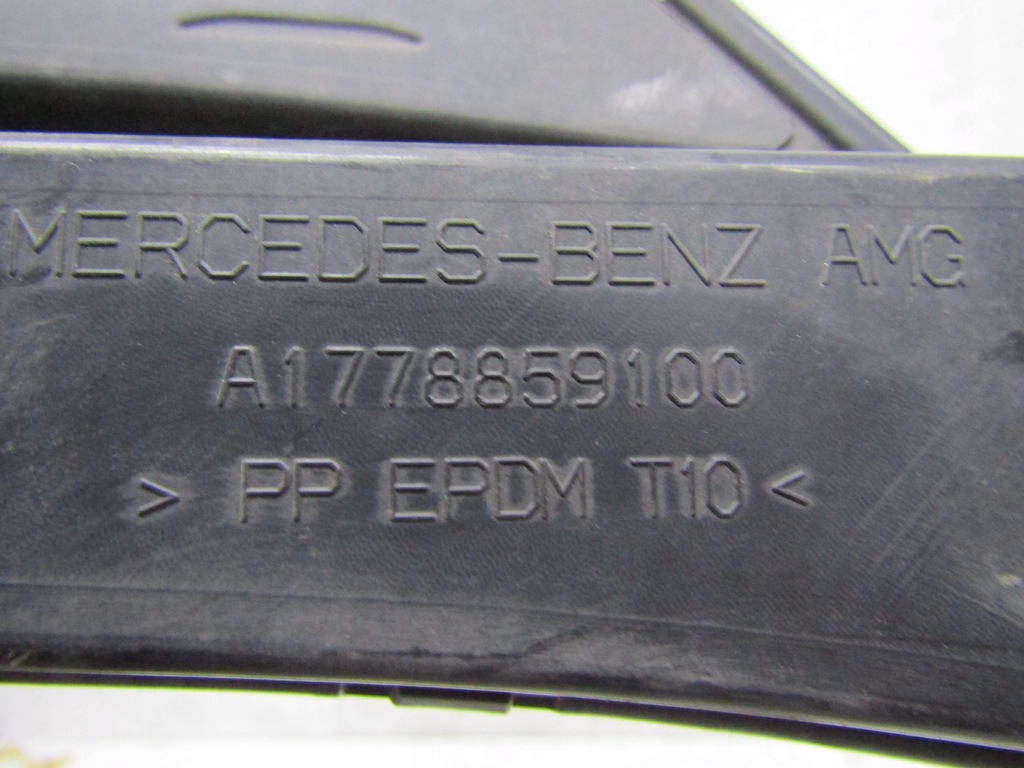 MERCEDES-BENZ AMG
A1778859100
> PP EPDM T10 <